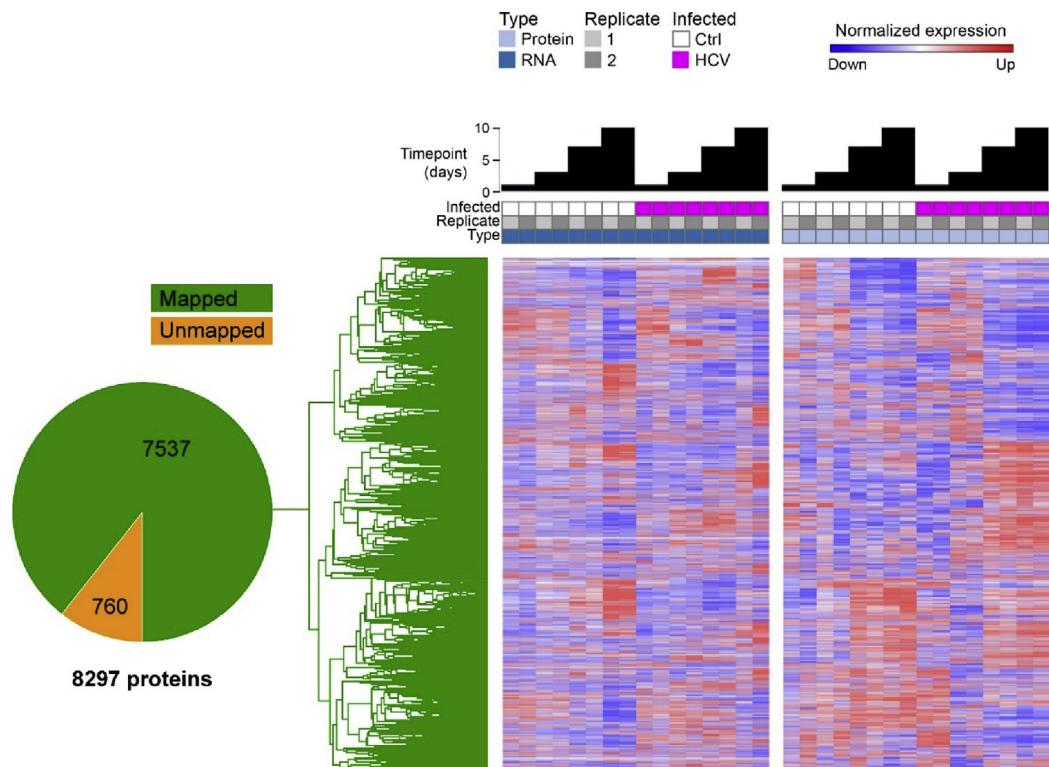 Type
Protein
RNA
Replicate
1
2
Infected
Ctrl
HCV
Normalized expression
Down Up
10
5
0
Timepoint
(days)
Infected
Replicate
Type
Mapped
Unmapped
7537
760
8297 proteins